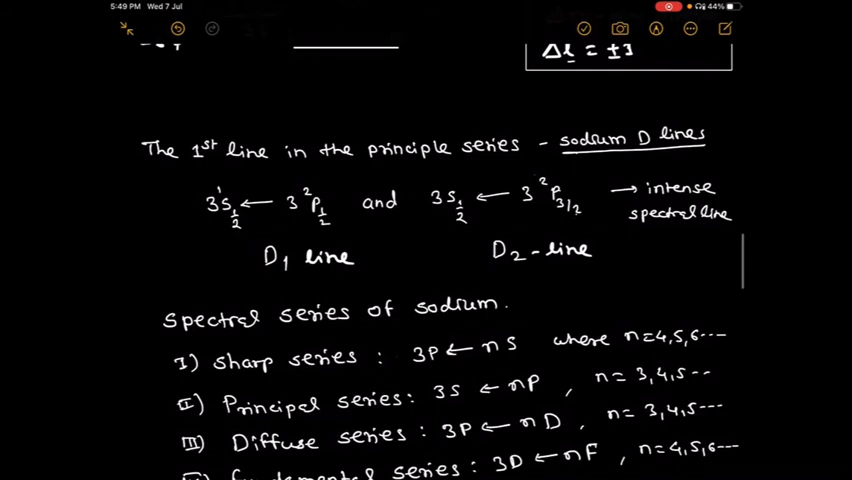 5:49 PM Wed 7 Jul
44%
Δl = ±3
The 1st line in the principle series - sodium D lines
3¹S½ ← 3²P½ and 3S½ ← 3²P3/2 → intense
spectral line
D1 line D2 - line
Spectral series of sodium.
I) Sharp series : 3P ← nS where n=4,5,6---
II) Principal series: 3S ← nP , n= 3,4,5--
III) Diffuse series : 3P ← nD , n= 3,4,5---
series : 3D ← nF , n=4,5,6---